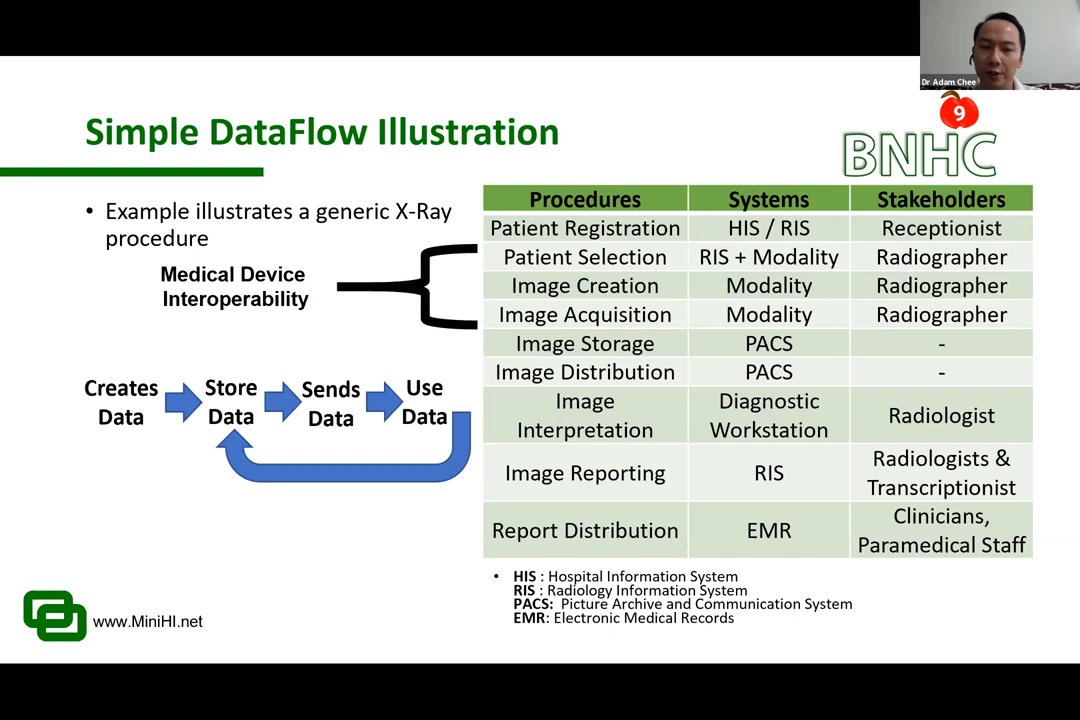 Dr Adam Chee
9
BNHC
Simple DataFlow Illustration
• Example illustrates a generic X-Ray
procedure
Medical Device
Interoperability
Creates Data
Store Data
Sends Data
Use Data
Procedures Systems Stakeholders
Patient Registration HIS / RIS Receptionist
Patient Selection RIS + Modality Radiographer
Image Creation Modality Radiographer
Image Acquisition Modality Radiographer
Image Storage PACS -
Image Distribution PACS -
Image Interpretation Diagnostic Workstation Radiologist
Image Reporting RIS Radiologists & Transcriptionist
Report Distribution EMR Clinicians, Paramedical Staff
• HIS : Hospital Information System
RIS : Radiology Information System
PACS: Picture Archive and Communication System
EMR: Electronic Medical Records
www.MiniHI.net